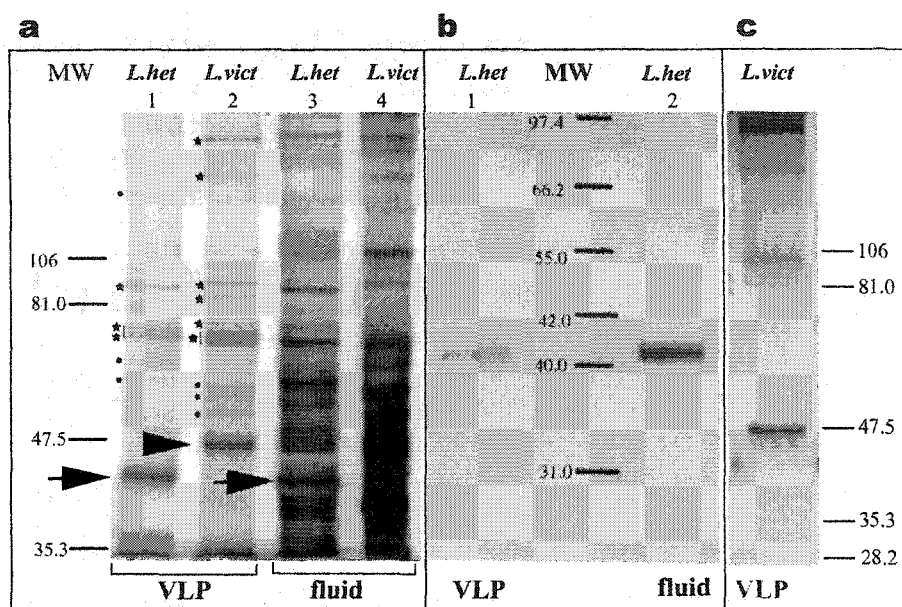 a b c
MW L.het L.vict L.het L.vict
1 2 3 4
106
81.0
47.5
35.3
VLP fluid
L.het MW L.het
1 2
97.4
66.2
55.0
42.0
40.0
31.0
VLP fluid
L.vict
106
81.0
47.5
35.3
28.2
VLP